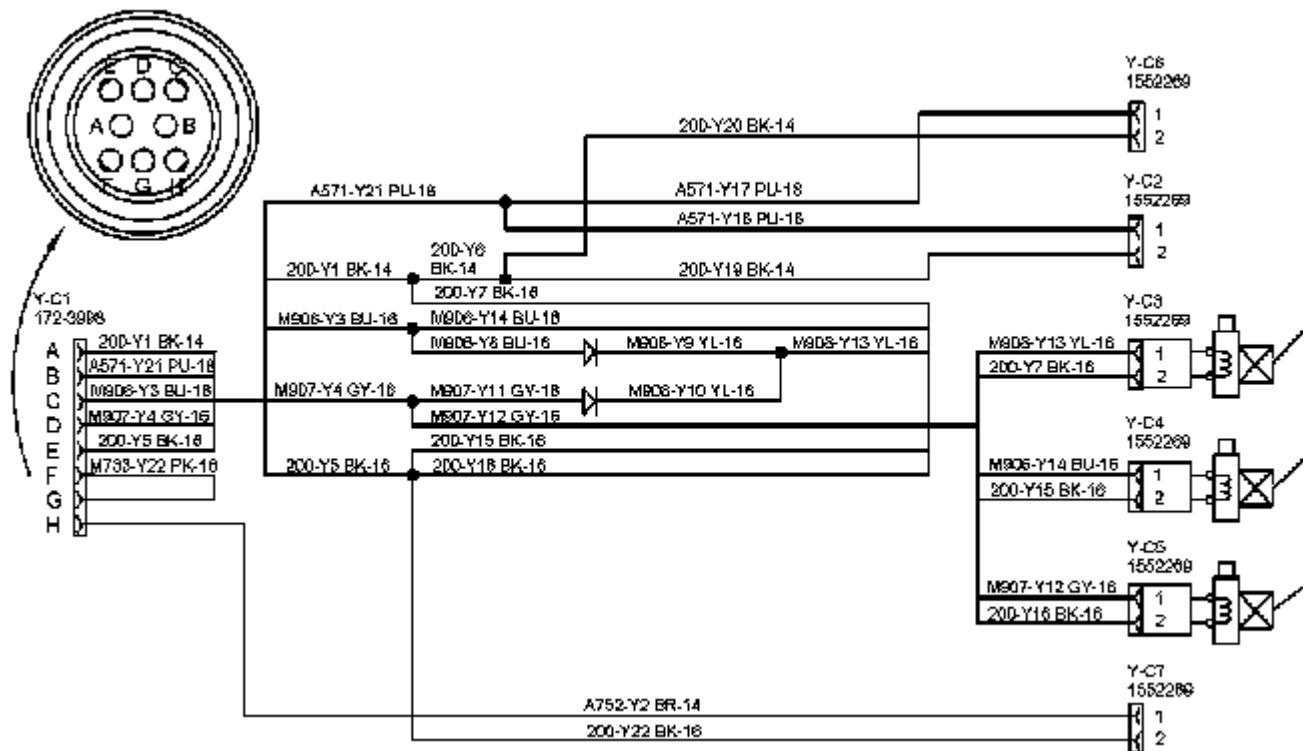 E D C
A B
F G H
Y-C6
1552269
1
2
200-Y20 BK-14
Y-C2
1552269
1
2
A571-Y21 PU-18
A571-Y17 PU-18
A571-Y18 PU-18
200-Y6
BK-14
200-Y1 BK-14
200-Y19 BK-14
200-Y7 BK-16
Y-C1
172-3998
A 200-Y1 BK-14
B A571-Y21 PU-18
C M906-Y3 BU-16
D M907-Y4 GY-16
E 200-Y5 BK-16
F M733-Y22 PK-16
G
H
M906-Y3 BU-16
M906-Y14 BU-16
M906-Y8 BU-16
M908-Y9 YL-16
M908-Y13 YL-16
M907-Y4 GY-16
M907-Y11 GY-16
M908-Y10 YL-16
M907-Y12 GY-16
200-Y15 BK-16
200-Y5 BK-16
200-Y16 BK-16
Y-C3
1552269
M908-Y13 YL-16
1
200-Y7 BK-16
2
Y-C4
1552269
M906-Y14 BU-16
1
200-Y15 BK-16
2
Y-C5
1552269
M907-Y12 GY-16
1
200-Y16 BK-16
2
Y-C7
1552269
A752-Y2 BR-14
1
200-Y22 BK-16
2